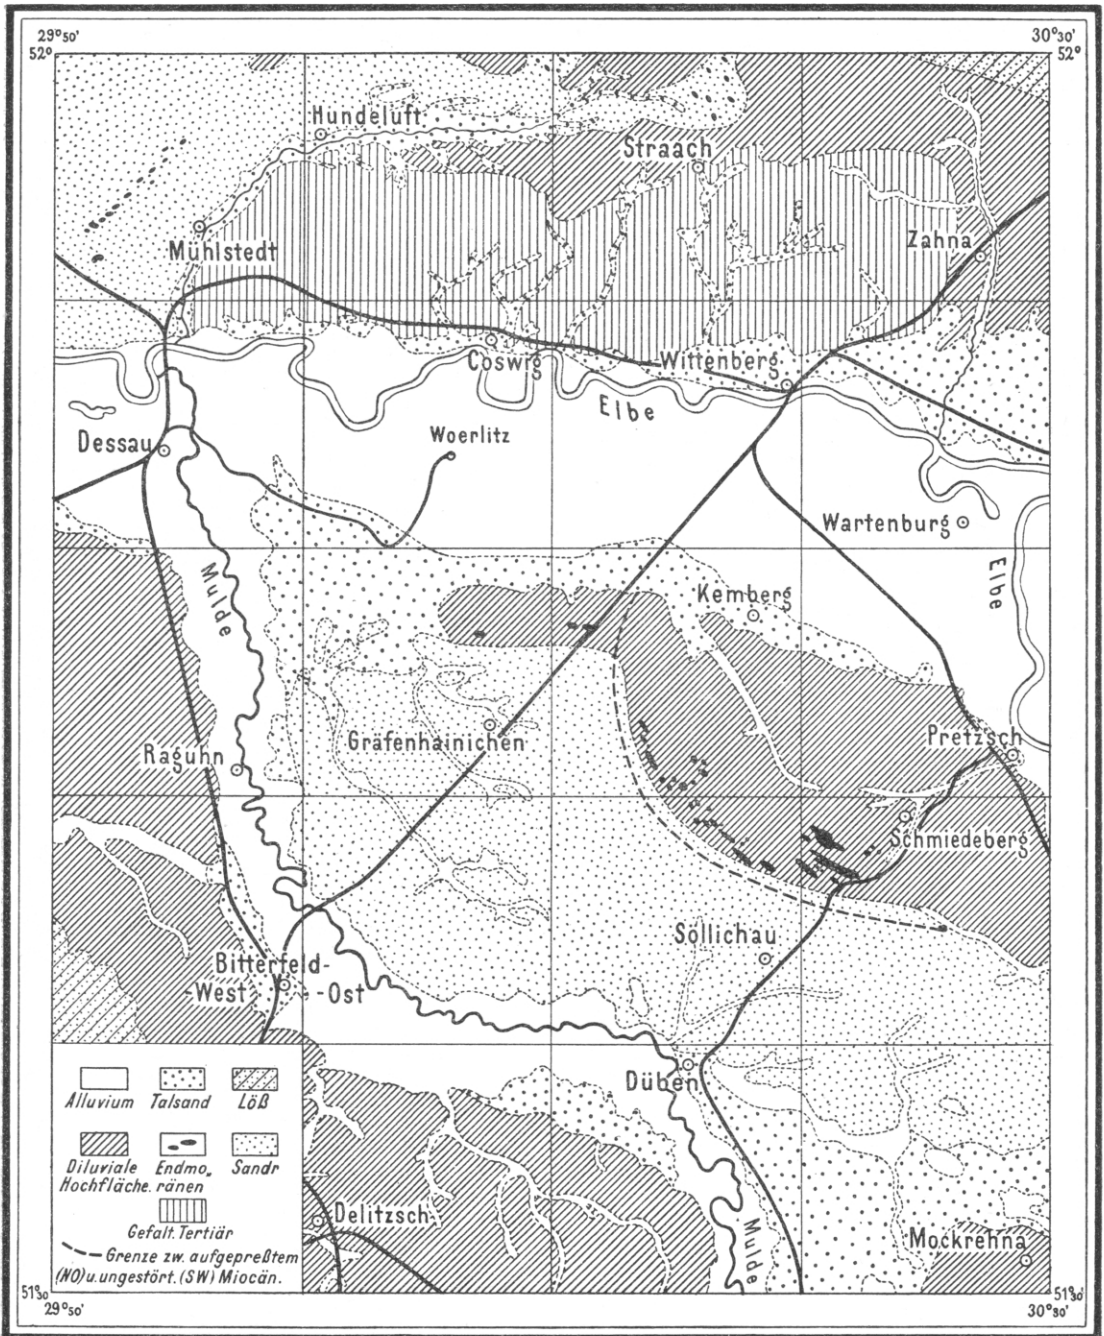 29°50'
30°30'
52°
52°
Hundeluft
Straach
Mühlstedt
Zahna
Coswig
Wittenberg
Elbe
Woerlitz
Dessau
Wartenburg
Mulde
Elbe
Kemberg
Gräfenhainichen
Pretzsch
Raguhn
Schmiedeberg
Söllichau
Bitterfeld-
West
-Ost
Düben
Alluvium Talsand Löß
Diluviale Endmo- Sandr
Hochfläche. ränen
Gefalt. Tertiär
Grenze zw. aufgepreßtem
(NO) u. ungestört. (SW) Miocän.
Delitzsch
Mulde
Mockrehna
51°30
51°30'
29°50'
30°30'